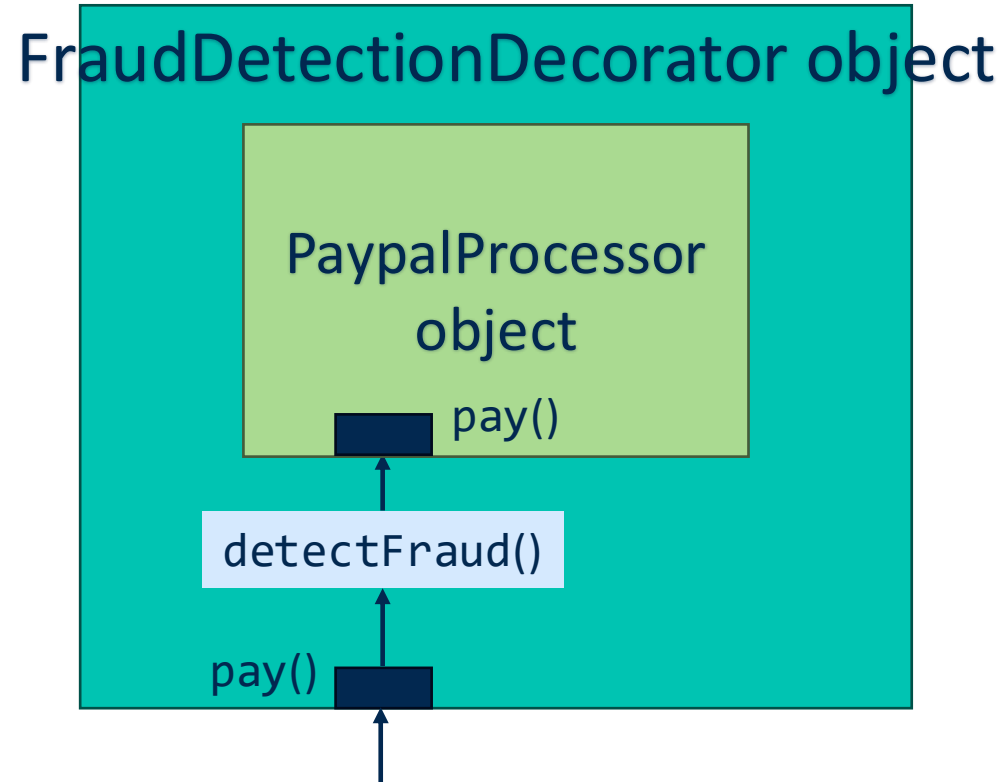 FraudDetectionDecorator object
PaypalProcessor
object
pay()
detectFraud()
pay()